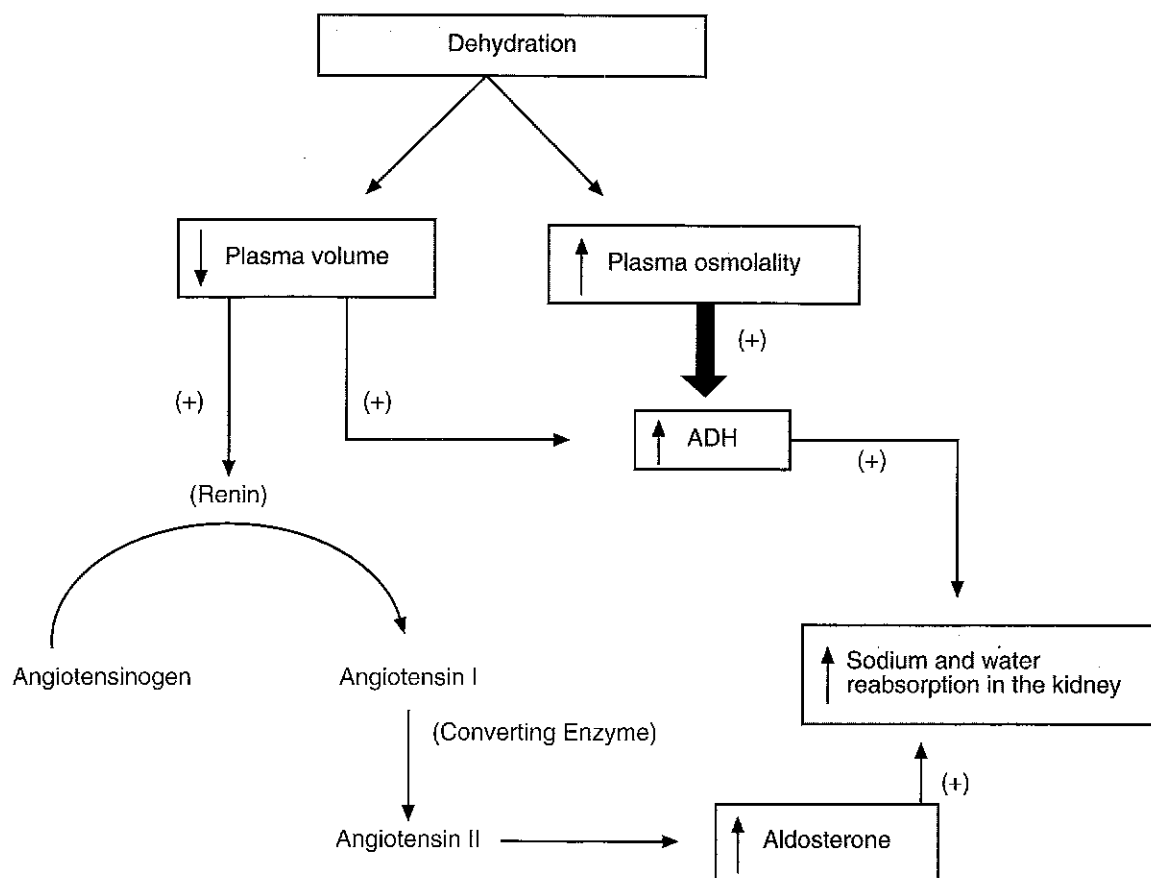 Dehydration
Plasma volume
Plasma osmolality
(+)
(+)
(+)
ADH
(+)
(Renin)
Angiotensinogen
Angiotensin I
Sodium and water
reabsorption in the kidney
(Converting Enzyme)
(+)
Angiotensin II
Aldosterone